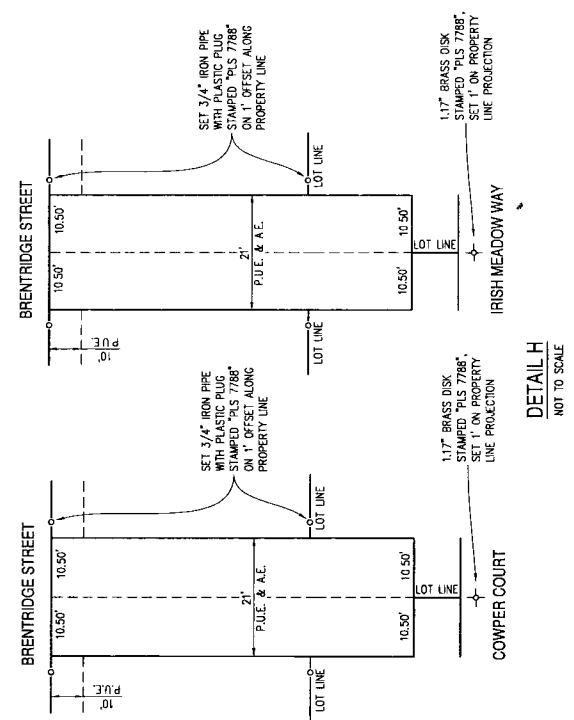 BRENTRIDGE STREET
10.50'
10.50'
10'
P.U.E.
SET 3/4" IRON PIPE
WITH PLASTIC PLUG
STAMPED "PLS 7788"
ON 1' OFFSET ALONG
PROPERTY LINE
21'
P.U.E. & A.E.
LOT LINE
LOT LINE
10.50'
10 50'
LOT LINE
1.17" BRASS DISK
STAMPED "PLS 7788",
SET 1' ON PROPERTY
LINE PROJECTION
IRISH MEADOW WAY
BRENTRIDGE STREET
10.50'
10.50'
10'
P.U.E.
SET 3/4" IRON PIPE
WITH PLASTIC PLUG
STAMPED "PLS 7788"
ON 1' OFFSET ALONG
PROPERTY LINE
21'
P.U.E. & A.E.
LOT LINE
LOT LINE
10.50'
10 50'
LOT LINE
1.17" BRASS DISK
STAMPED "PLS 7788",
SET 1' ON PROPERTY
LINE PROJECTION
COWPER COURT
DETAIL H
NOT TO SCALE